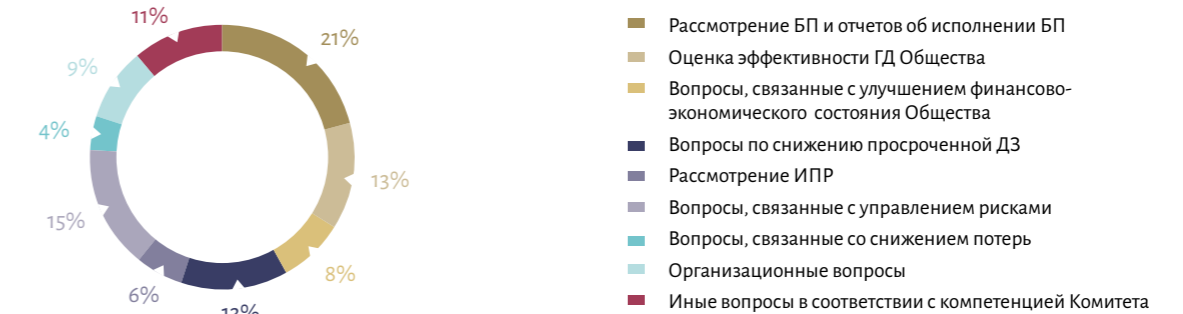 11%
21%
9%
4%
13%
15%
8%
6%
Рассмотрение БП и отчетов об исполнении БП
Оценка эффективности ГД Общества
Вопросы, связанные с улучшением финансово-
экономического состояния Общества
Вопросы по снижению просроченной ДЗ
Рассмотрение ИПР
Вопросы, связанные с управлением рисками
Вопросы, связанные со снижением потерь
Организационные вопросы
Иные вопросы в соответствии с компетенцией Комитета